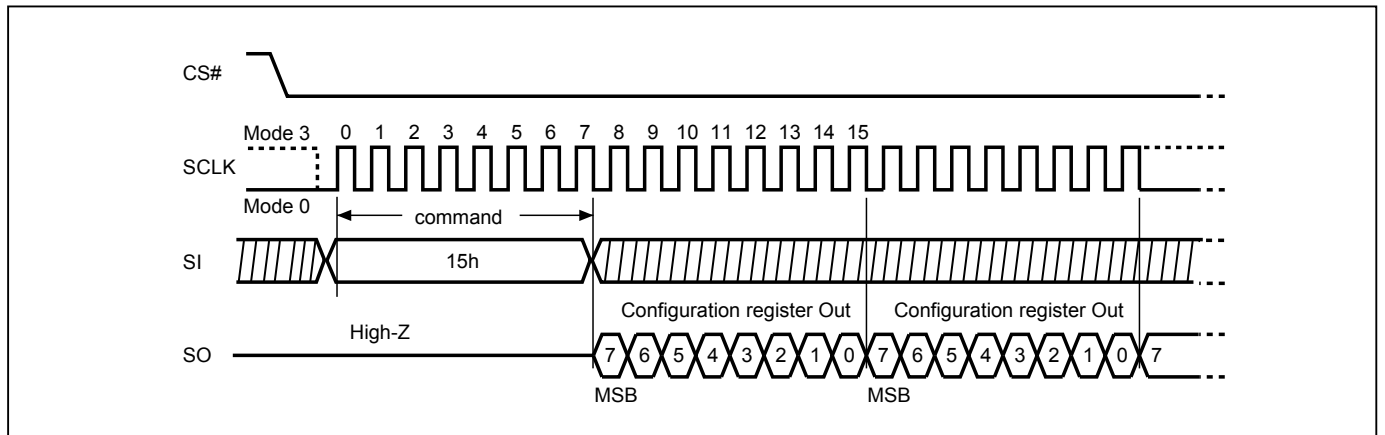 CS#
Mode 3 0 1 2 3 4 5 6 7 8 9 10 11 12 13 14 15
SCLK
Mode 0
command
SI 15h
Configuration register Out Configuration register Out
High-Z
SO 7 6 5 4 3 2 1 0 7 6 5 4 3 2 1 0 7
MSB MSB